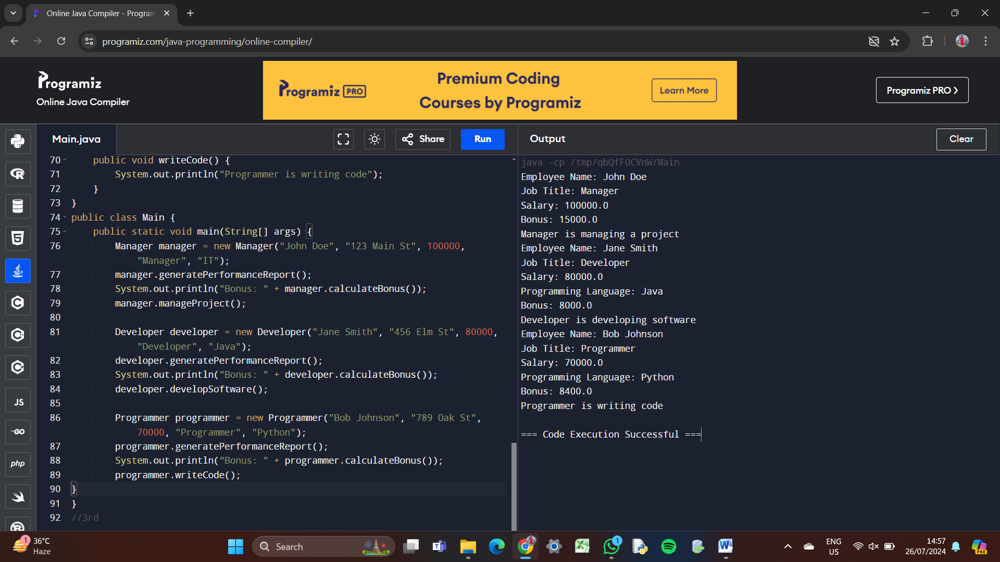 Online Java Compiler - Program
programiz.com/java-programming/online-compiler/
Programiz
Online Java Compiler
Programiz PRO
Premium Coding
Courses by Programiz
Learn More
Programiz PRO
Main.java
Share
Run
Output
Clear
70 public void writeCode() {
71 System.out.println("Programmer is writing code");
72 }
73 }
74 public class Main {
75 public static void main(String[] args) {
76 Manager manager = new Manager("John Doe", "123 Main St", 100000,
"Manager", "IT");
77 manager.generatePerformanceReport();
78 System.out.println("Bonus: " + manager.calculateBonus());
79 manager.manageProject();
80
81 Developer developer = new Developer("Jane Smith", "456 Elm St", 80000,
"Developer", "Java");
82 developer.generatePerformanceReport();
83 System.out.println("Bonus: " + developer.calculateBonus());
84 developer.developSoftware();
85
86 Programmer programmer = new Programmer("Bob Johnson", "789 Oak St",
70000, "Programmer", "Python");
87 programmer.generatePerformanceReport();
88 System.out.println("Bonus: " + programmer.calculateBonus());
89 programmer.writeCode();
90 }
91 }
92 //3rd
java -cp /tmp/qbQfF0CVnW/Main
Employee Name: John Doe
Job Title: Manager
Salary: 100000.0
Bonus: 15000.0
Manager is managing a project
Employee Name: Jane Smith
Job Title: Developer
Salary: 80000.0
Programming Language: Java
Bonus: 8000.0
Developer is developing software
Employee Name: Bob Johnson
Job Title: Programmer
Salary: 70000.0
Programming Language: Python
Bonus: 8400.0
Programmer is writing code
=== Code Execution Successful ===
JS
GO
php
1
36°C
Haze
Search
1
ENG
US
14:57
26/07/2024
PRE